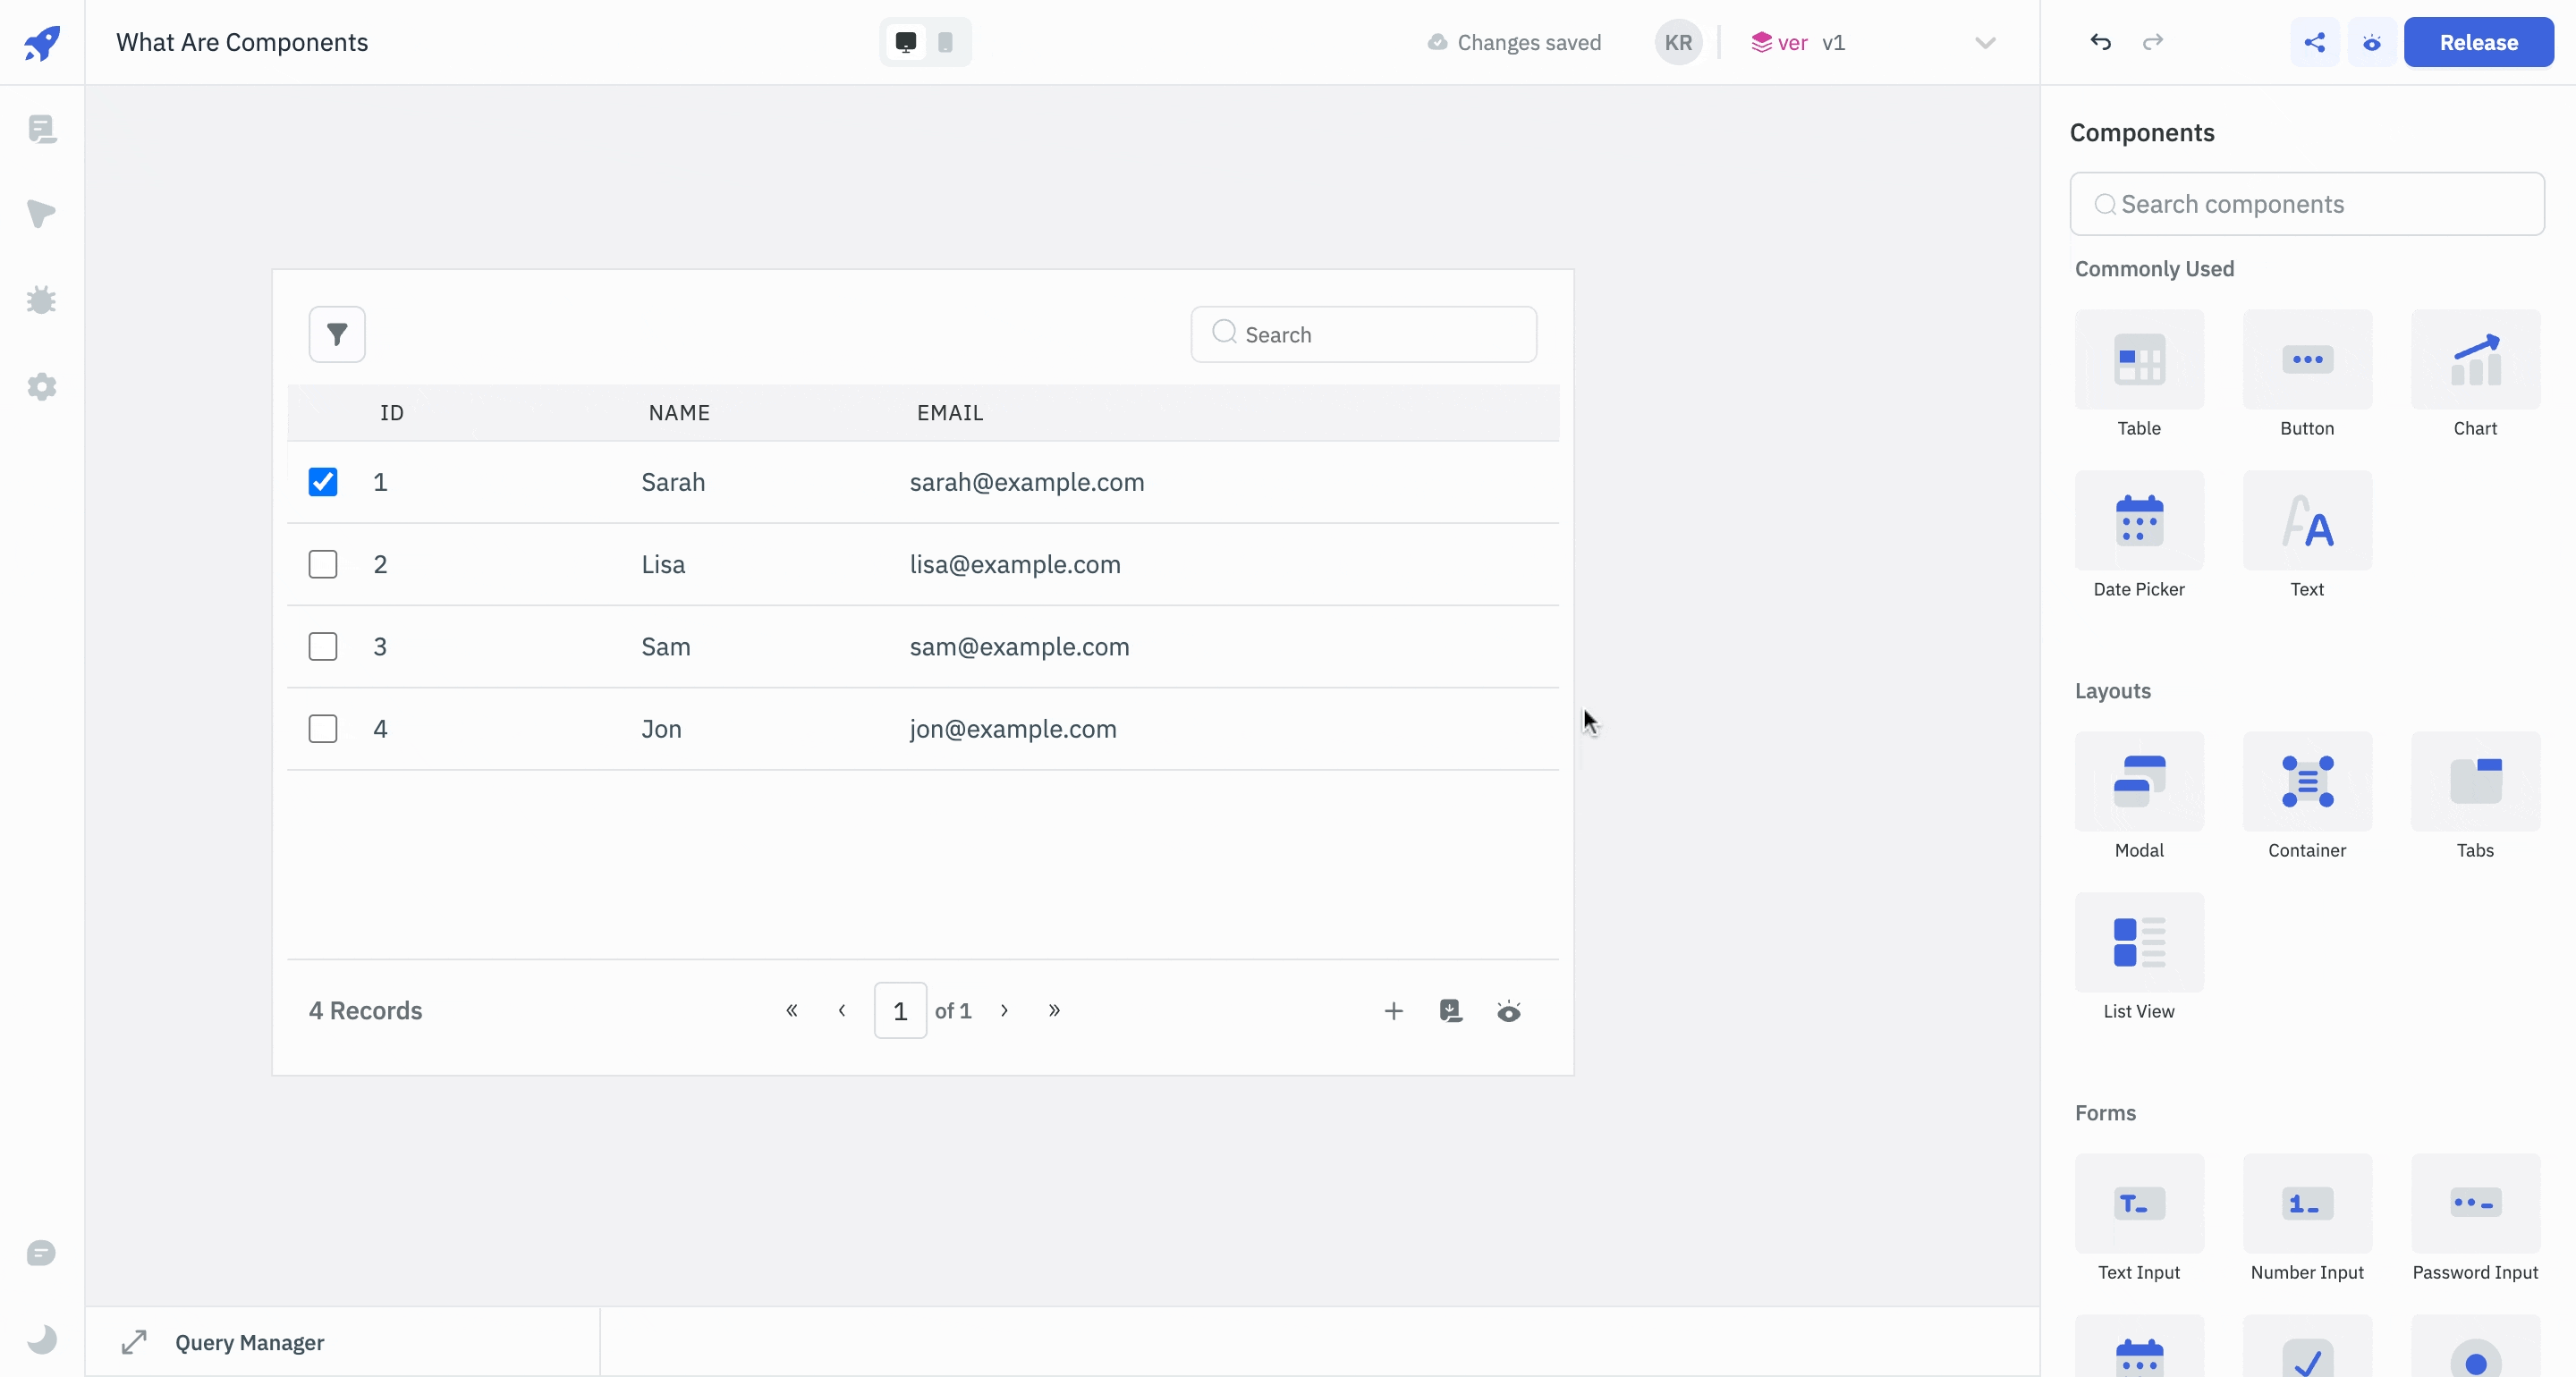 What Are Components
Changes saved
KR
ver v1
Release
Components
Search components
Commonly Used
Table
Button
Chart
Date Picker
Text
Layouts
Modal
Container
Tabs
List View
Forms
Text Input
Number Input
Password Input
Search
ID NAME EMAIL
1 Sarah sarah@example.com
2 Lisa lisa@example.com
3 Sam sam@example.com
4 Jon jon@example.com
4 Records
« ‹ 1 of 1 › »
Query Manager